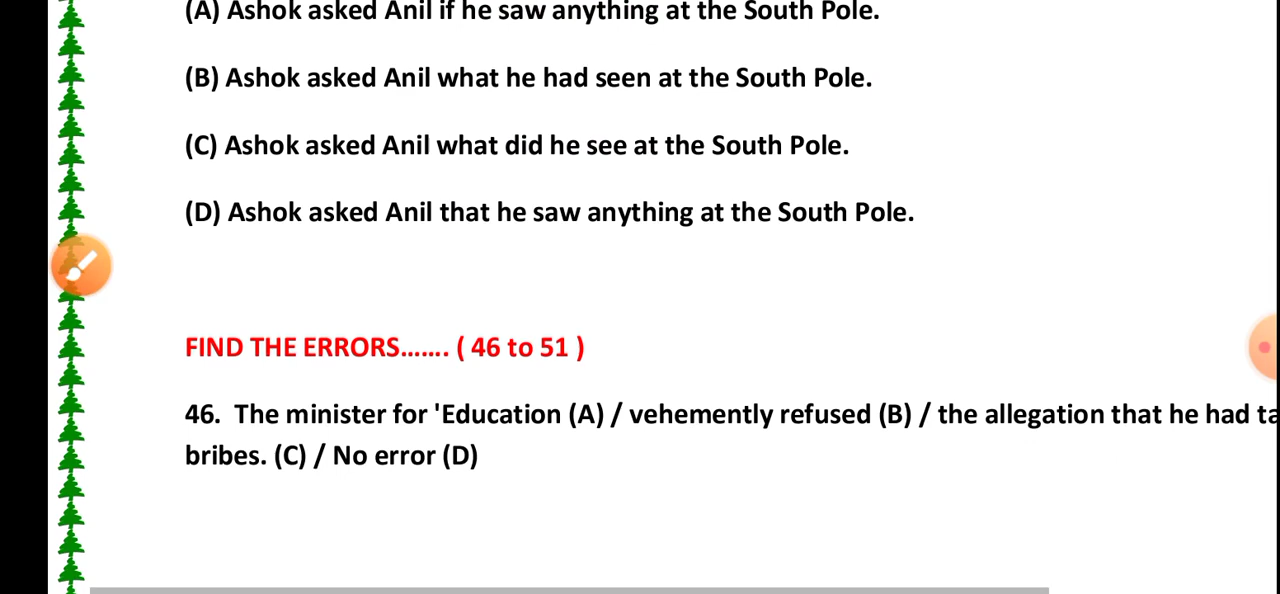 (A) Ashok asked Anil if he saw anything at the South Pole.
(B) Ashok asked Anil what he had seen at the South Pole.
(C) Ashok asked Anil what did he see at the South Pole.
(D) Ashok asked Anil that he saw anything at the South Pole.
FIND THE ERRORS....... ( 46 to 51 )
46. The minister for 'Education (A) / vehemently refused (B) / the allegation that he had
bribes. (C) / No error (D)